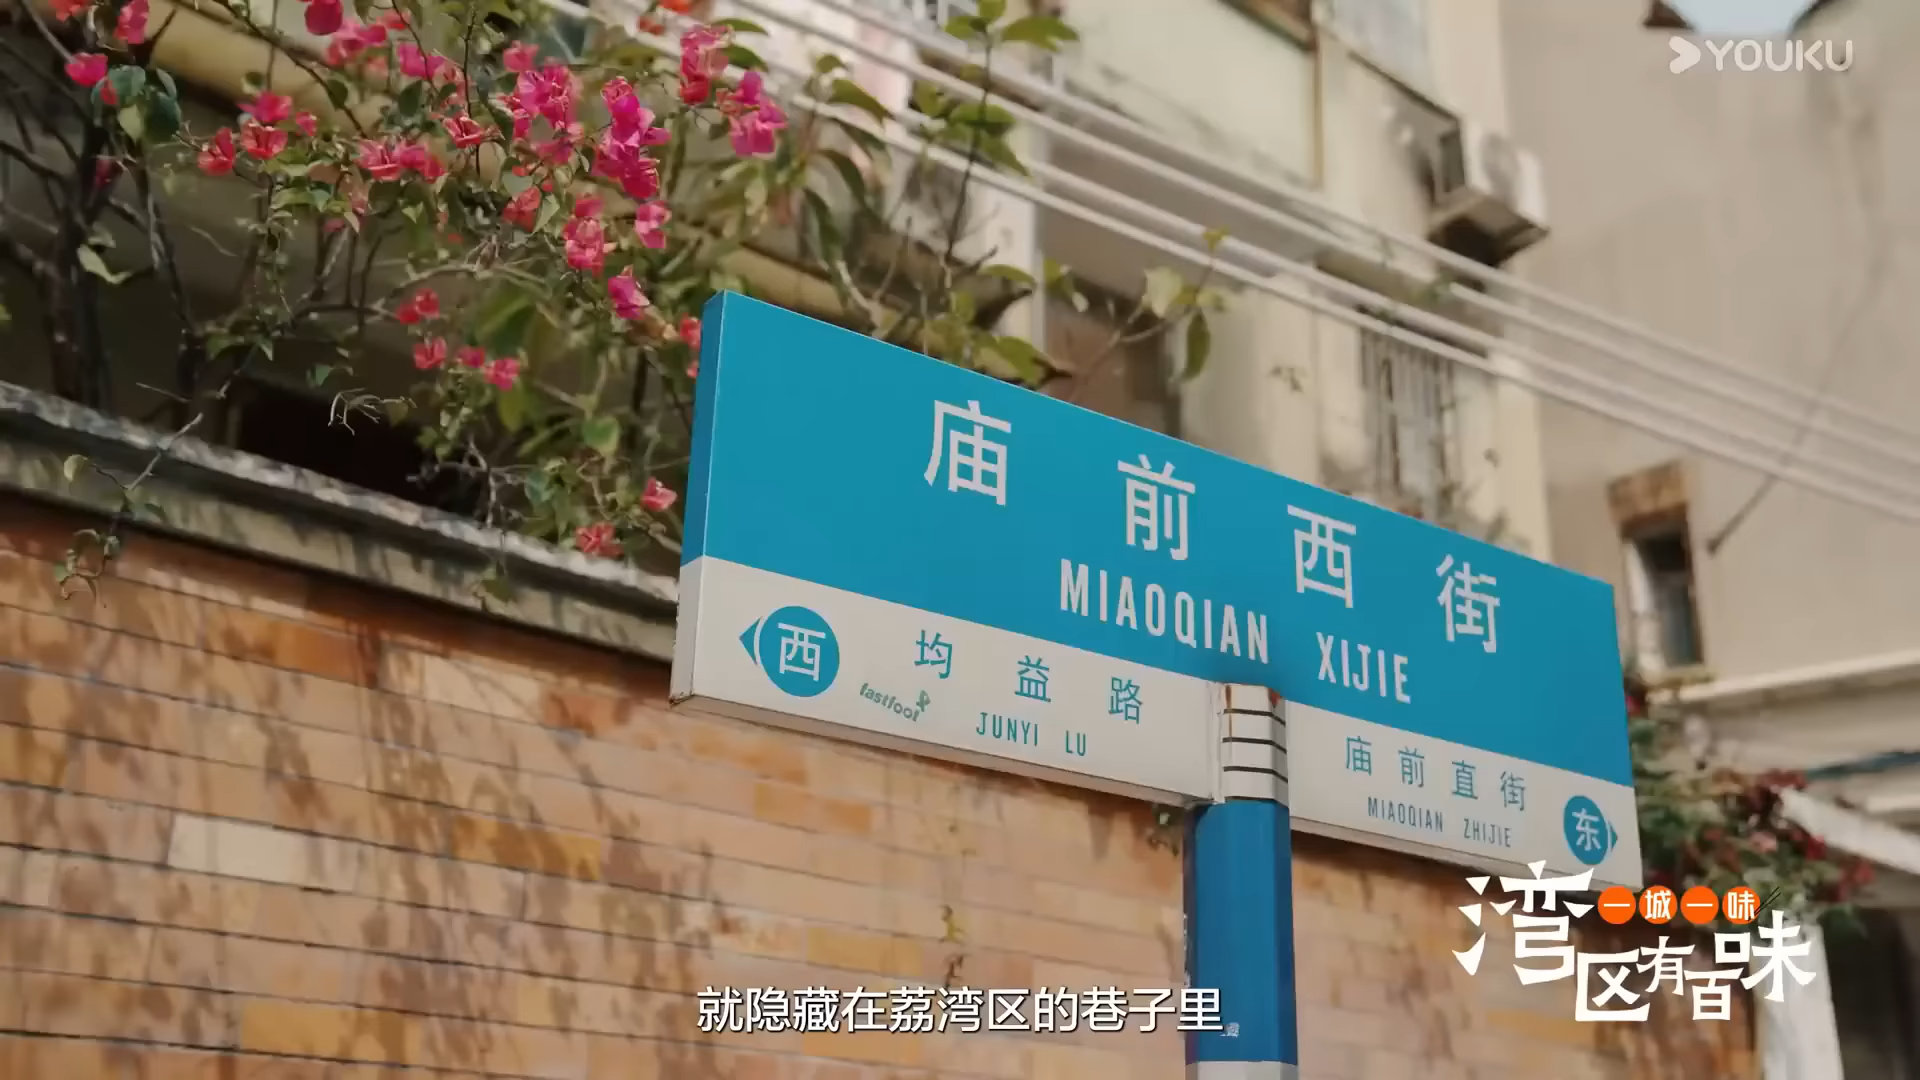 YOUKU
庙前西街
MIAOQIAN XIJIE
西
均益路
JUNYI LU
fastfoot
庙前直街
MIAOQIAN ZHIJIE
东
一城一味
湾区有百味
就隐藏在荔湾区的巷子里